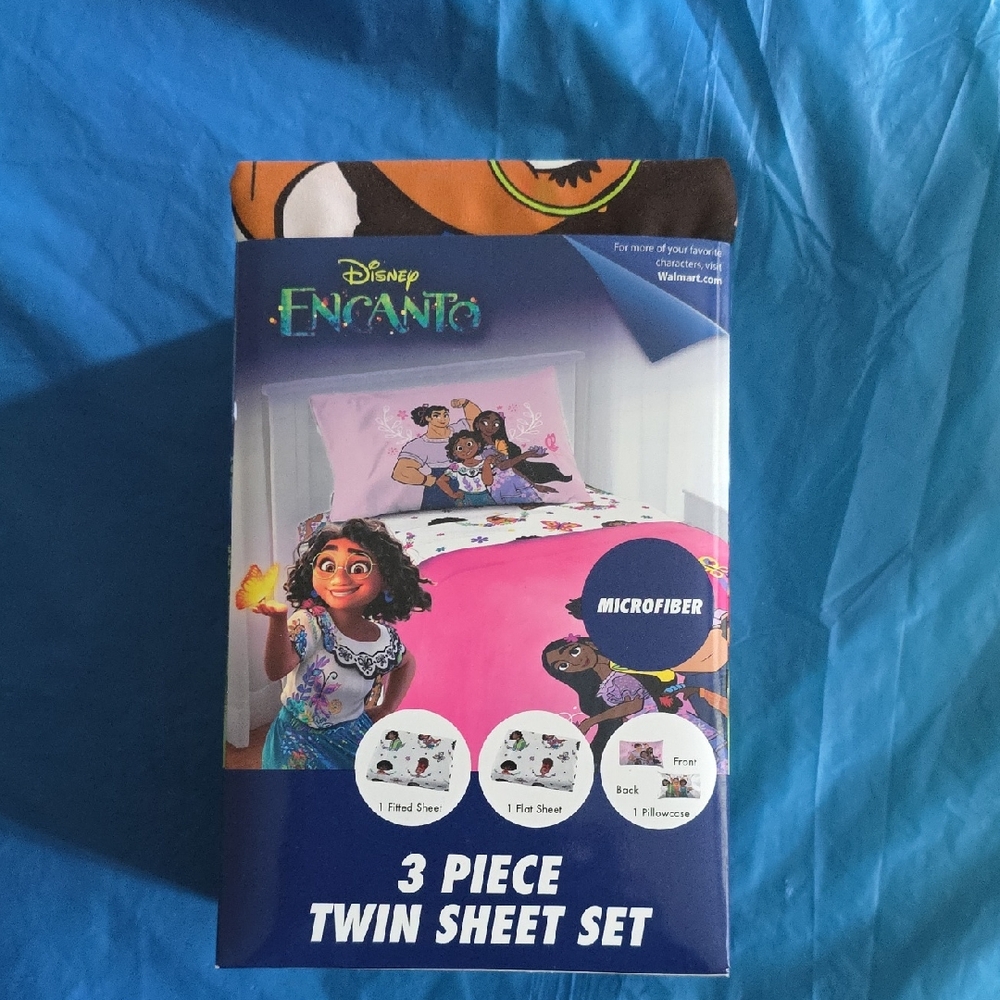 For more of your favorite
characters, visit
Walmart.com
Disney
ENCANTO
MICROFIBER
1 Fitted Sheet
1 Flat Sheet
Front
Back
1 Pillowcase
3 PIECE
TWIN SHEET SET